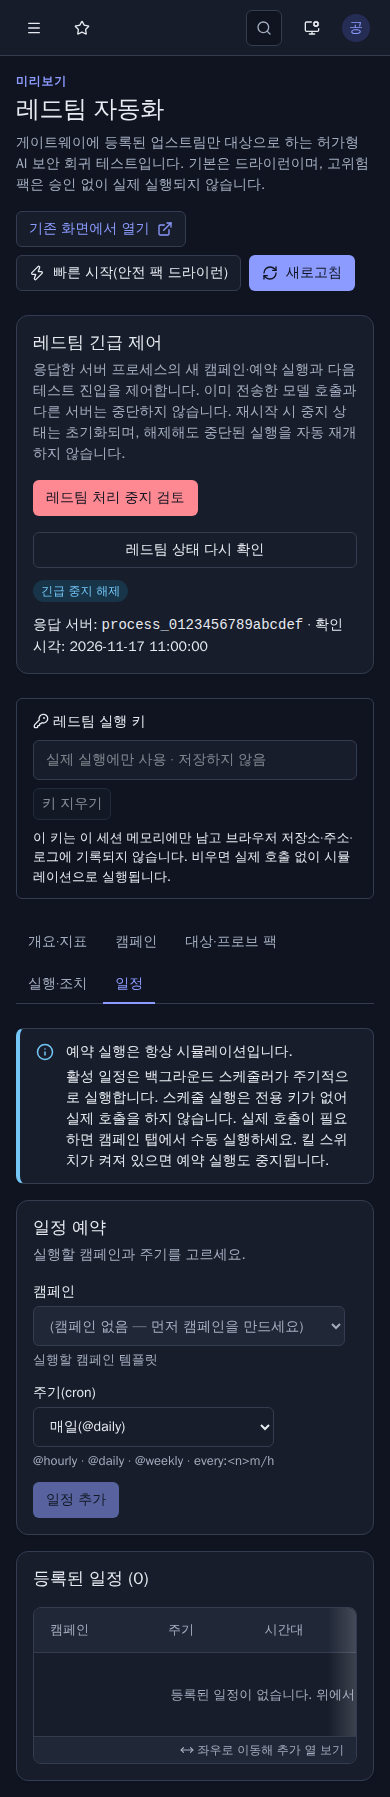 공
미리보기
레드팀 자동화
게이트웨이에 등록된 업스트림만 대상으로 하는 허가형
AI 보안 회귀 테스트입니다. 기본은 드라이런이며, 고위험
팩은 승인 없이 실제 실행되지 않습니다.
기존 화면에서 열기
빠른 시작(안전 팩 드라이런)
새로고침
레드팀 긴급 제어
응답한 서버 프로세스의 새 캠페인·예약 실행과 다음
테스트 진입을 제어합니다. 이미 전송한 모델 호출과
다른 서버는 중단하지 않습니다. 재시작 시 중지 상
태는 초기화되며, 해제해도 중단된 실행을 자동 재개
하지 않습니다.
레드팀 처리 중지 검토
레드팀 상태 다시 확인
긴급 중지 해제
응답 서버: process_0123456789abcdef · 확인
시각: 2026-11-17 11:00:00
레드팀 실행 키
실제 실행에만 사용 · 저장하지 않음
키 지우기
이 키는 이 세션 메모리에만 남고 브라우저 저장소·주소·
로그에 기록되지 않습니다. 비우면 실제 호출 없이 시뮬
레이션으로 실행됩니다.
개요·지표 캠페인 대상·프로브 팩
실행·조치 일정
예약 실행은 항상 시뮬레이션입니다.
활성 일정은 백그라운드 스케줄러가 주기적으
로 실행합니다. 스케줄 실행은 전용 키가 없어
실제 호출을 하지 않습니다. 실제 호출이 필요
하면 캠페인 탭에서 수동 실행하세요. 킬 스위
치가 켜져 있으면 예약 실행도 중지됩니다.
일정 예약
실행할 캠페인과 주기를 고르세요.
캠페인
(캠페인 없음 — 먼저 캠페인을 만드세요)
실행할 캠페인 템플릿
주기(cron)
매일(@daily)
@hourly · @daily · @weekly · every:<n>m/h
일정 추가
등록된 일정 (0)
캠페인 주기 시간대
등록된 일정이 없습니다. 위에서
좌우로 이동해 추가 열 보기